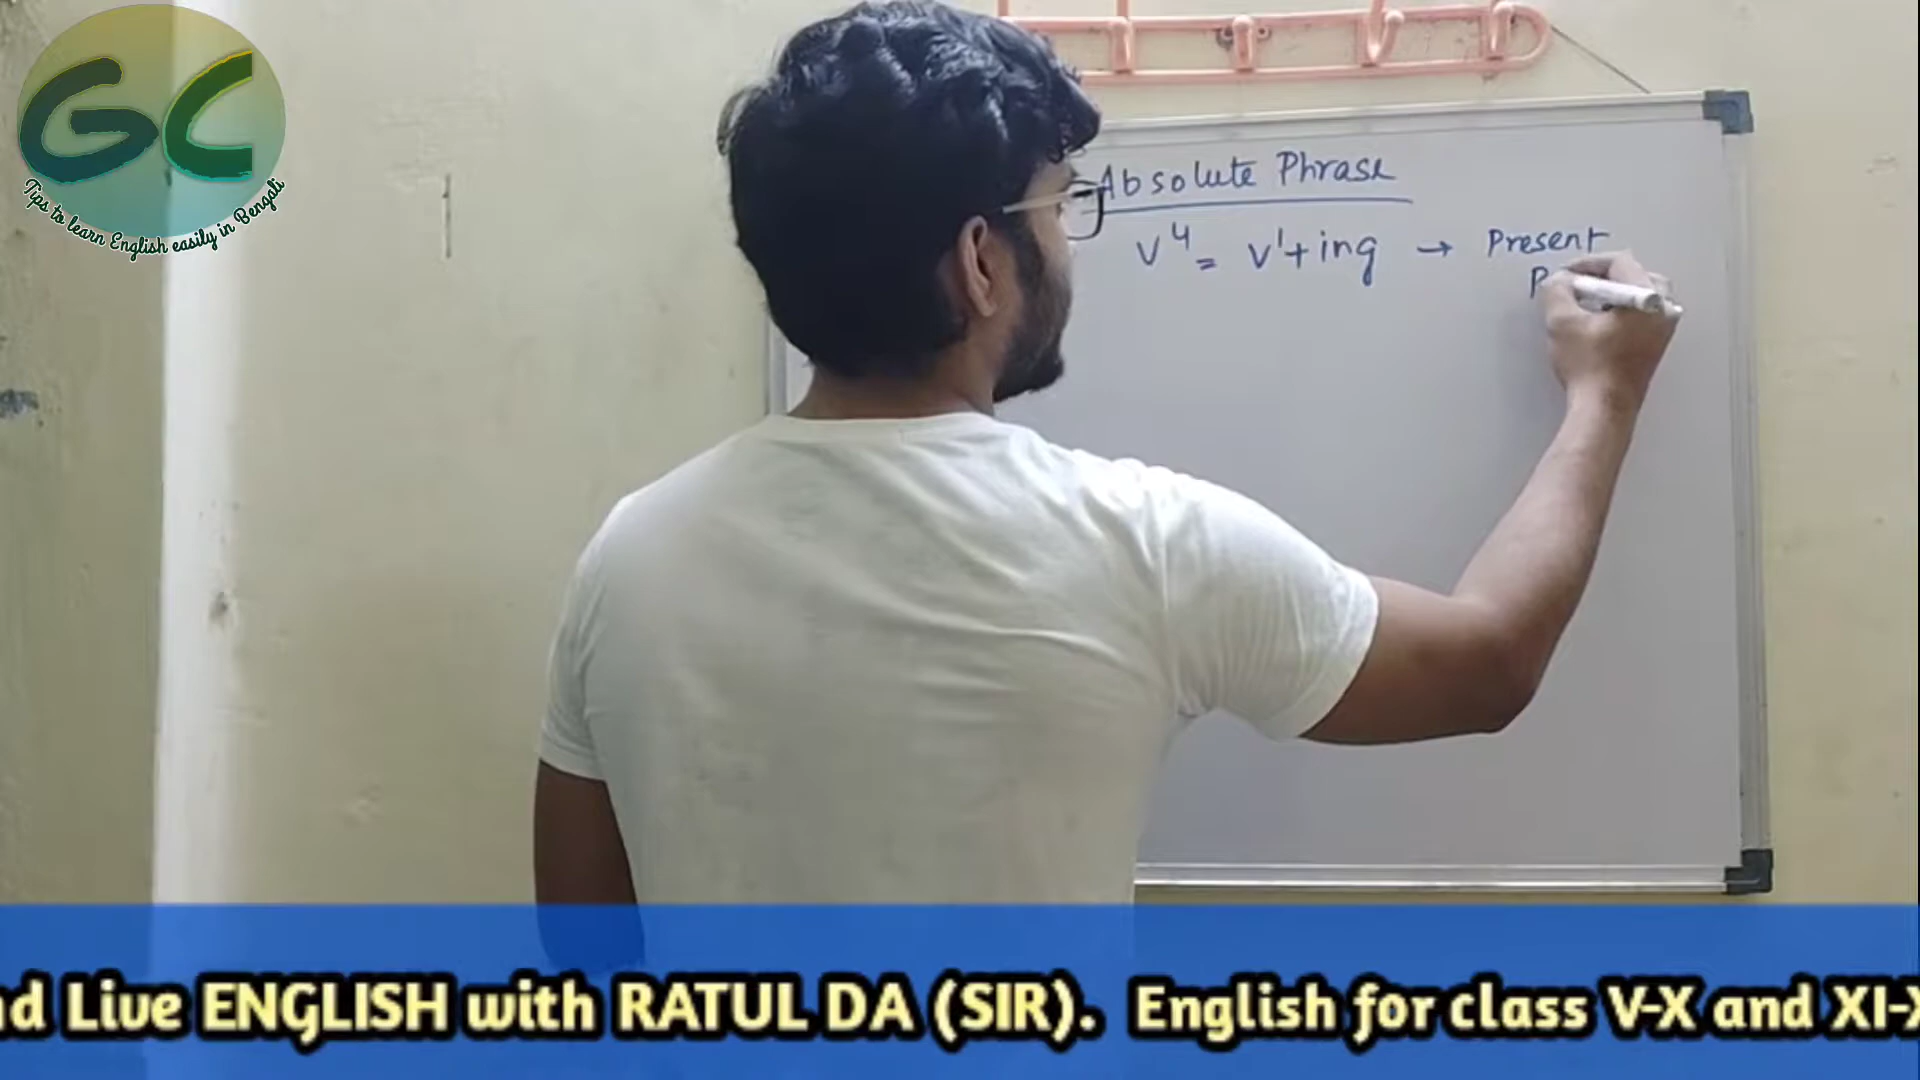 GC
Tips to learn English easily in Bengali
Absolute Phrase
V4 = V1+ing → Present
P
nd Live ENGLISH with RATUL DA (SIR). English for class V-X and XI-X